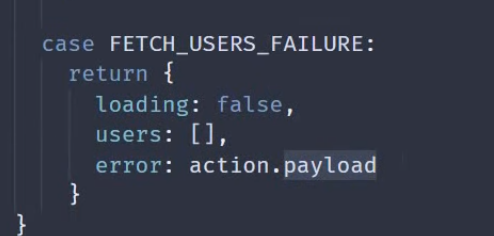 case FETCH_USERS_FAILURE:
return {
loading: false,
users: [],
error: action.payload
}
}